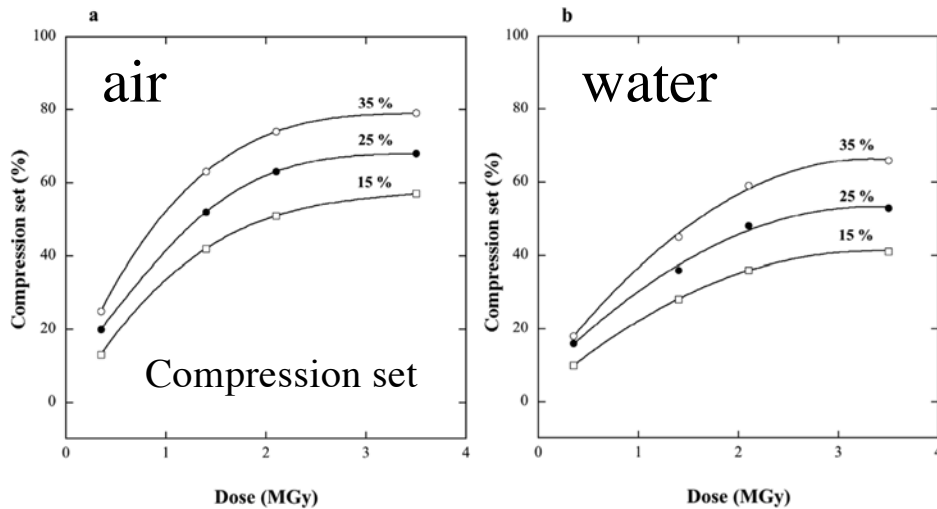 a
air
100
80
60
40
20
0
Compression set (%)
35 %
25 %
15 %
Compression set
0 1 2 3 4
Dose (MGy)
b
water
100
80
60
40
20
0
Compression set (%)
35 %
25 %
15 %
0 1 2 3 4
Dose (MGy)